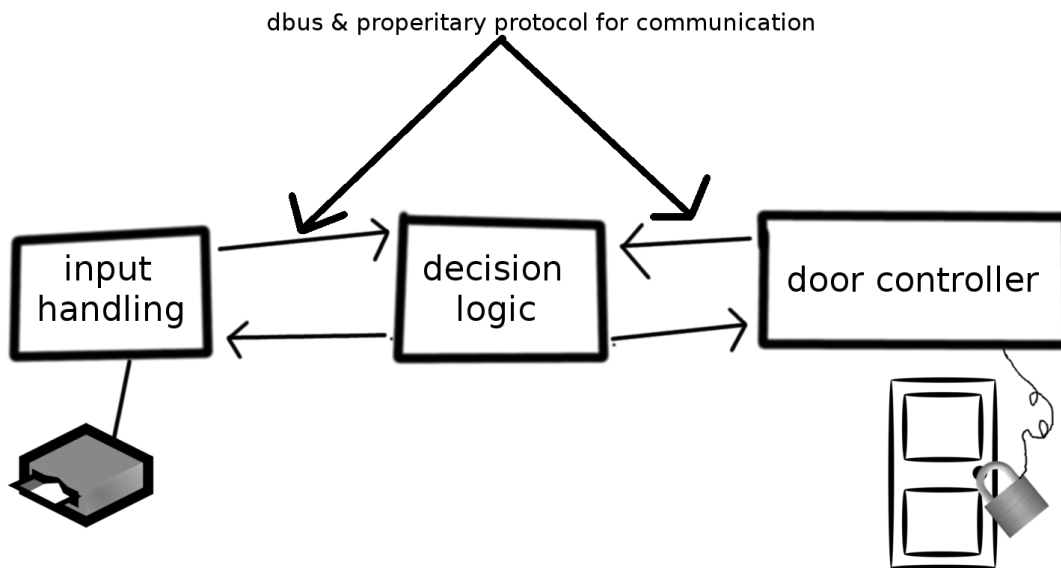 dbus & properitary protocol for communication
input
handling
decision
logic
door controller